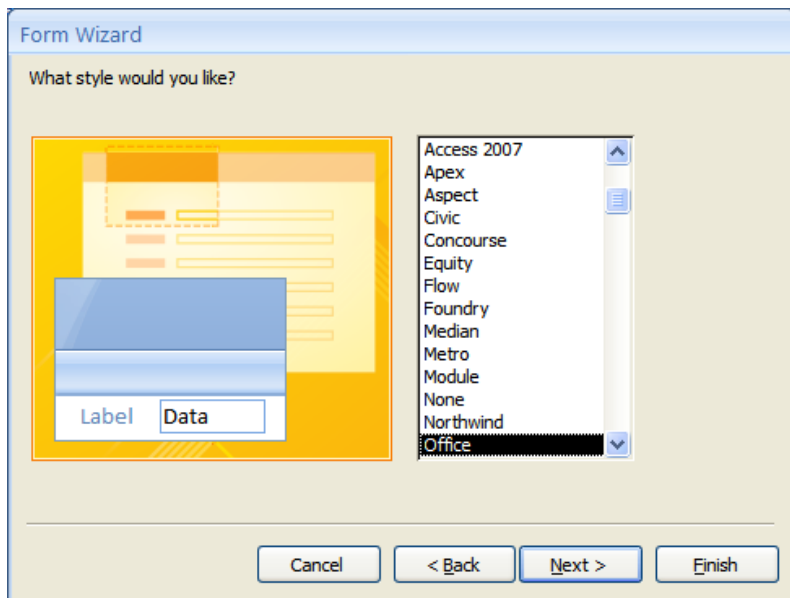 Form Wizard
What style would you like?
Label Data
Access 2007
Apex
Aspect
Civic
Concourse
Equity
Flow
Foundry
Median
Metro
Module
None
Northwind
Office
Cancel < Back Next > Finish